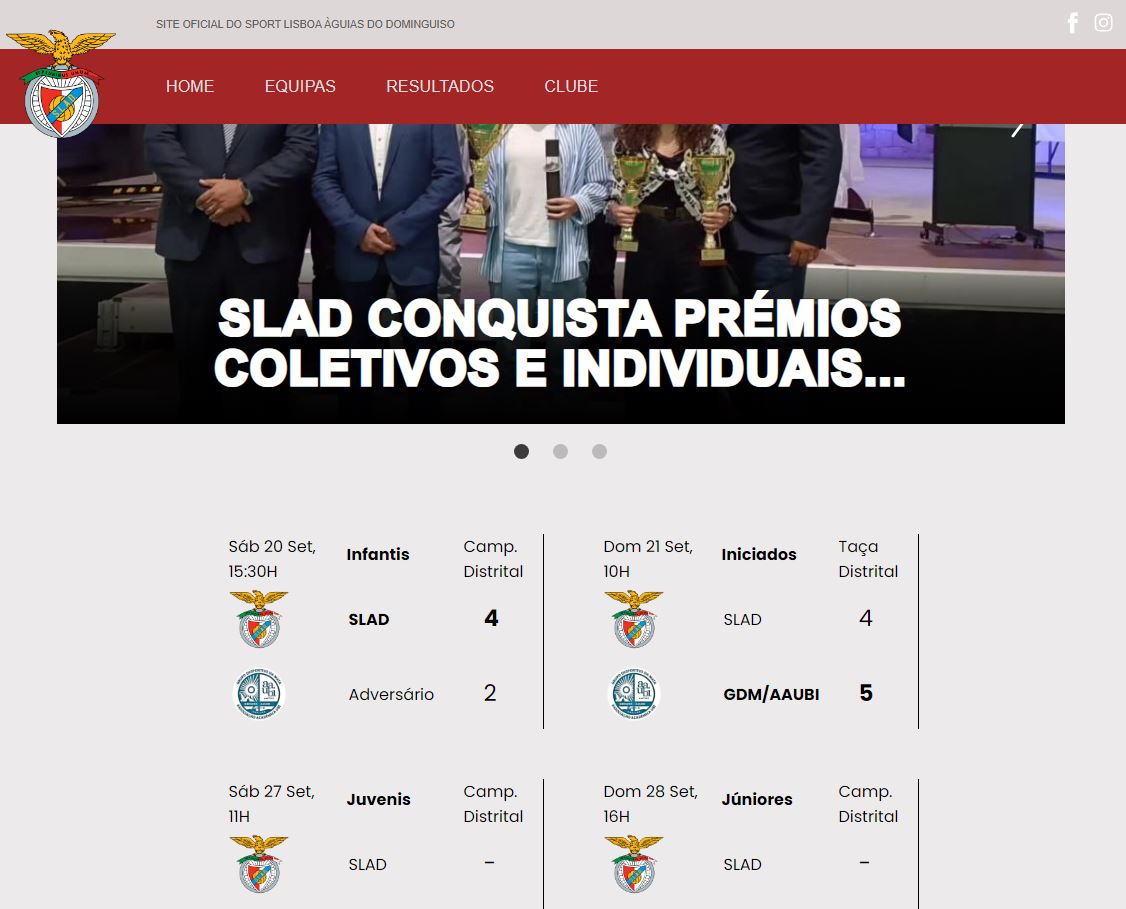 SITE OFICIAL DO SPORT LISBOA ÀGUIAS DO DOMINGUISO
HOME EQUIPAS RESULTADOS CLUBE
SLAD CONQUISTA PRÉMIOS
COLETIVOS E INDIVIDUAIS...
Sáb 20 Set,
15:30H
Infantis
Camp.
Distrital
SLAD 4
Adversário 2
Dom 21 Set,
10H
Iniciados
Taça
Distrital
SLAD 4
GDM/AAUBI 5
Sáb 27 Set,
11H
Juvenis
Camp.
Distrital
SLAD -
Dom 28 Set,
16H
Júniores
Camp.
Distrital
SLAD -